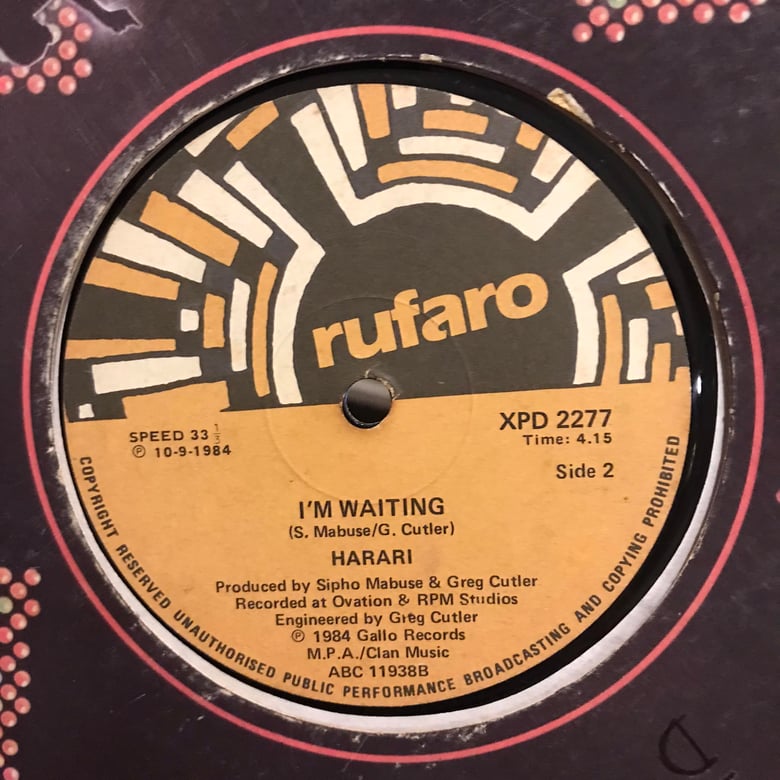 rufaro
SPEED 33 1/3
℗ 10-9-1984
XPD 2277
Time: 4.15
Side 2
I'M WAITING
(S. Mabuse/G. Cutler)
HARARI
Produced by Sipho Mabuse & Greg Cutler
Recorded at Ovation & RPM Studios
Engineered by Greg Cutler
℗ 1984 Gallo Records
M.P.A./Clan Music
ABC 11938B
COPYRIGHT RESERVED UNAUTHORISED PUBLIC PERFORMANCE BROADCASTING AND COPYING PROHIBITED